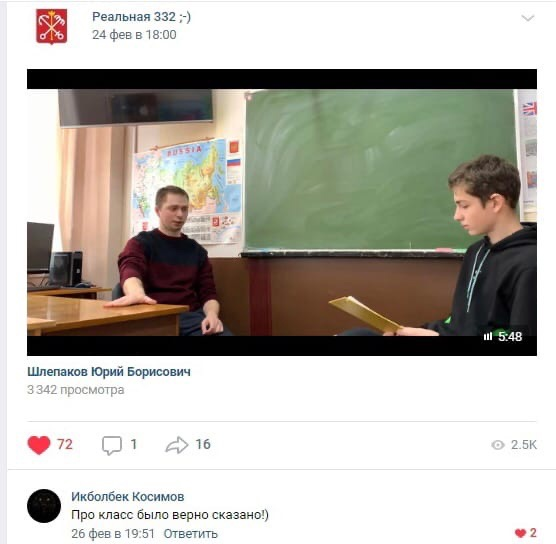 Реальная 332 ;-)
24 фев в 18:00
RUSSIA
5:48
Шлепаков Юрий Борисович
3 342 просмотра
72
1
16
2.5K
Икболбек Косимов
Про класс было верно сказано!)
26 фев в 19:51 Ответить
2